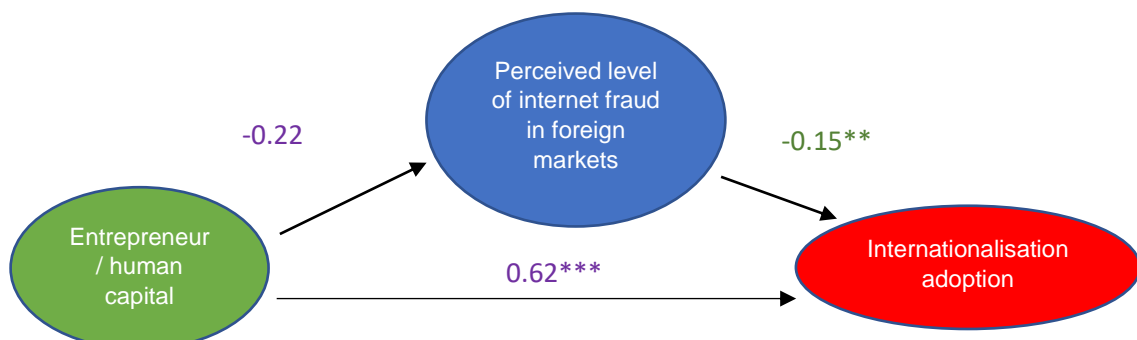 Perceived level
of internet fraud
in foreign
markets
-0.22
-0.15**
Entrepreneur
/ human
capital
0.62***
Internationalisation
adoption